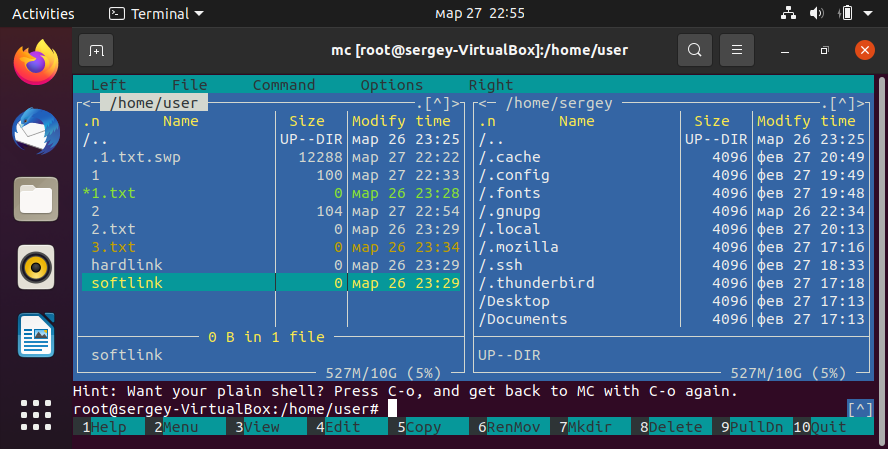 Activities Terminal мар 27 22:55
mc [root@sergey-VirtualBox]:/home/user
Left File Command Options Right
<─ /home/user .[^]> <─ /home/sergey .[^]>
.n Name Size Modify time .n Name Size Modify time
/.. UP--DIR мар 26 23:25 /.. UP--DIR мар 26 23:25
.1.txt.swp 12288 мар 27 22:22 /.cache 4096 фев 27 20:49
1 100 мар 27 22:33 /.config 4096 фев 27 19:49
*1.txt 0 мар 26 23:28 /.fonts 4096 фев 27 19:48
2 104 мар 27 22:54 /.gnupg 4096 мар 26 22:34
2.txt 0 мар 26 23:29 /.local 4096 фев 27 20:13
3.txt 0 мар 26 23:34 /.mozilla 4096 фев 27 17:16
hardlink 0 мар 26 23:29 /.ssh 4096 фев 27 18:33
softlink 0 мар 26 23:29 /.thunderbird 4096 фев 27 17:18
/Desktop 4096 фев 27 17:13
/Documents 4096 фев 27 17:13
0 B in 1 file
softlink UP--DIR
527M/10G (5%) 527M/10G (5%)
Hint: Want your plain shell? Press C-o, and get back to MC with C-o again.
root@sergey-VirtualBox:/home/user# [^]
1Help 2Menu 3View 4Edit 5Copy 6RenMov 7Mkdir 8Delete 9PullDn 10Quit